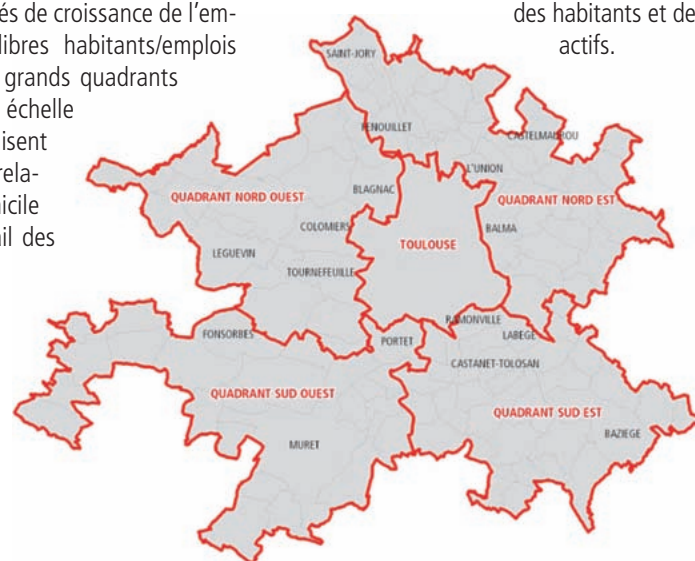 és de croissance de l'em-
libres habitants/emplois
grands quadrants
échelle
isent
rela-
icile
ail des
des habitants et de
actifs.
SAINT-JORY
FENOUILLET
CASTELMAUROU
L'UNION
QUADRANT NORD OUEST
BLAGNAC
QUADRANT NORD EST
COLOMIERS
BALMA
TOULOUSE
LEGUEVIN
TOURNEFEUILLE
RAMONVILLE
FONSORBES
PORTET
LABEGE
CASTANET-TOLOSAN
QUADRANT SUD OUEST
QUADRANT SUD EST
BAZIEGE
MURET